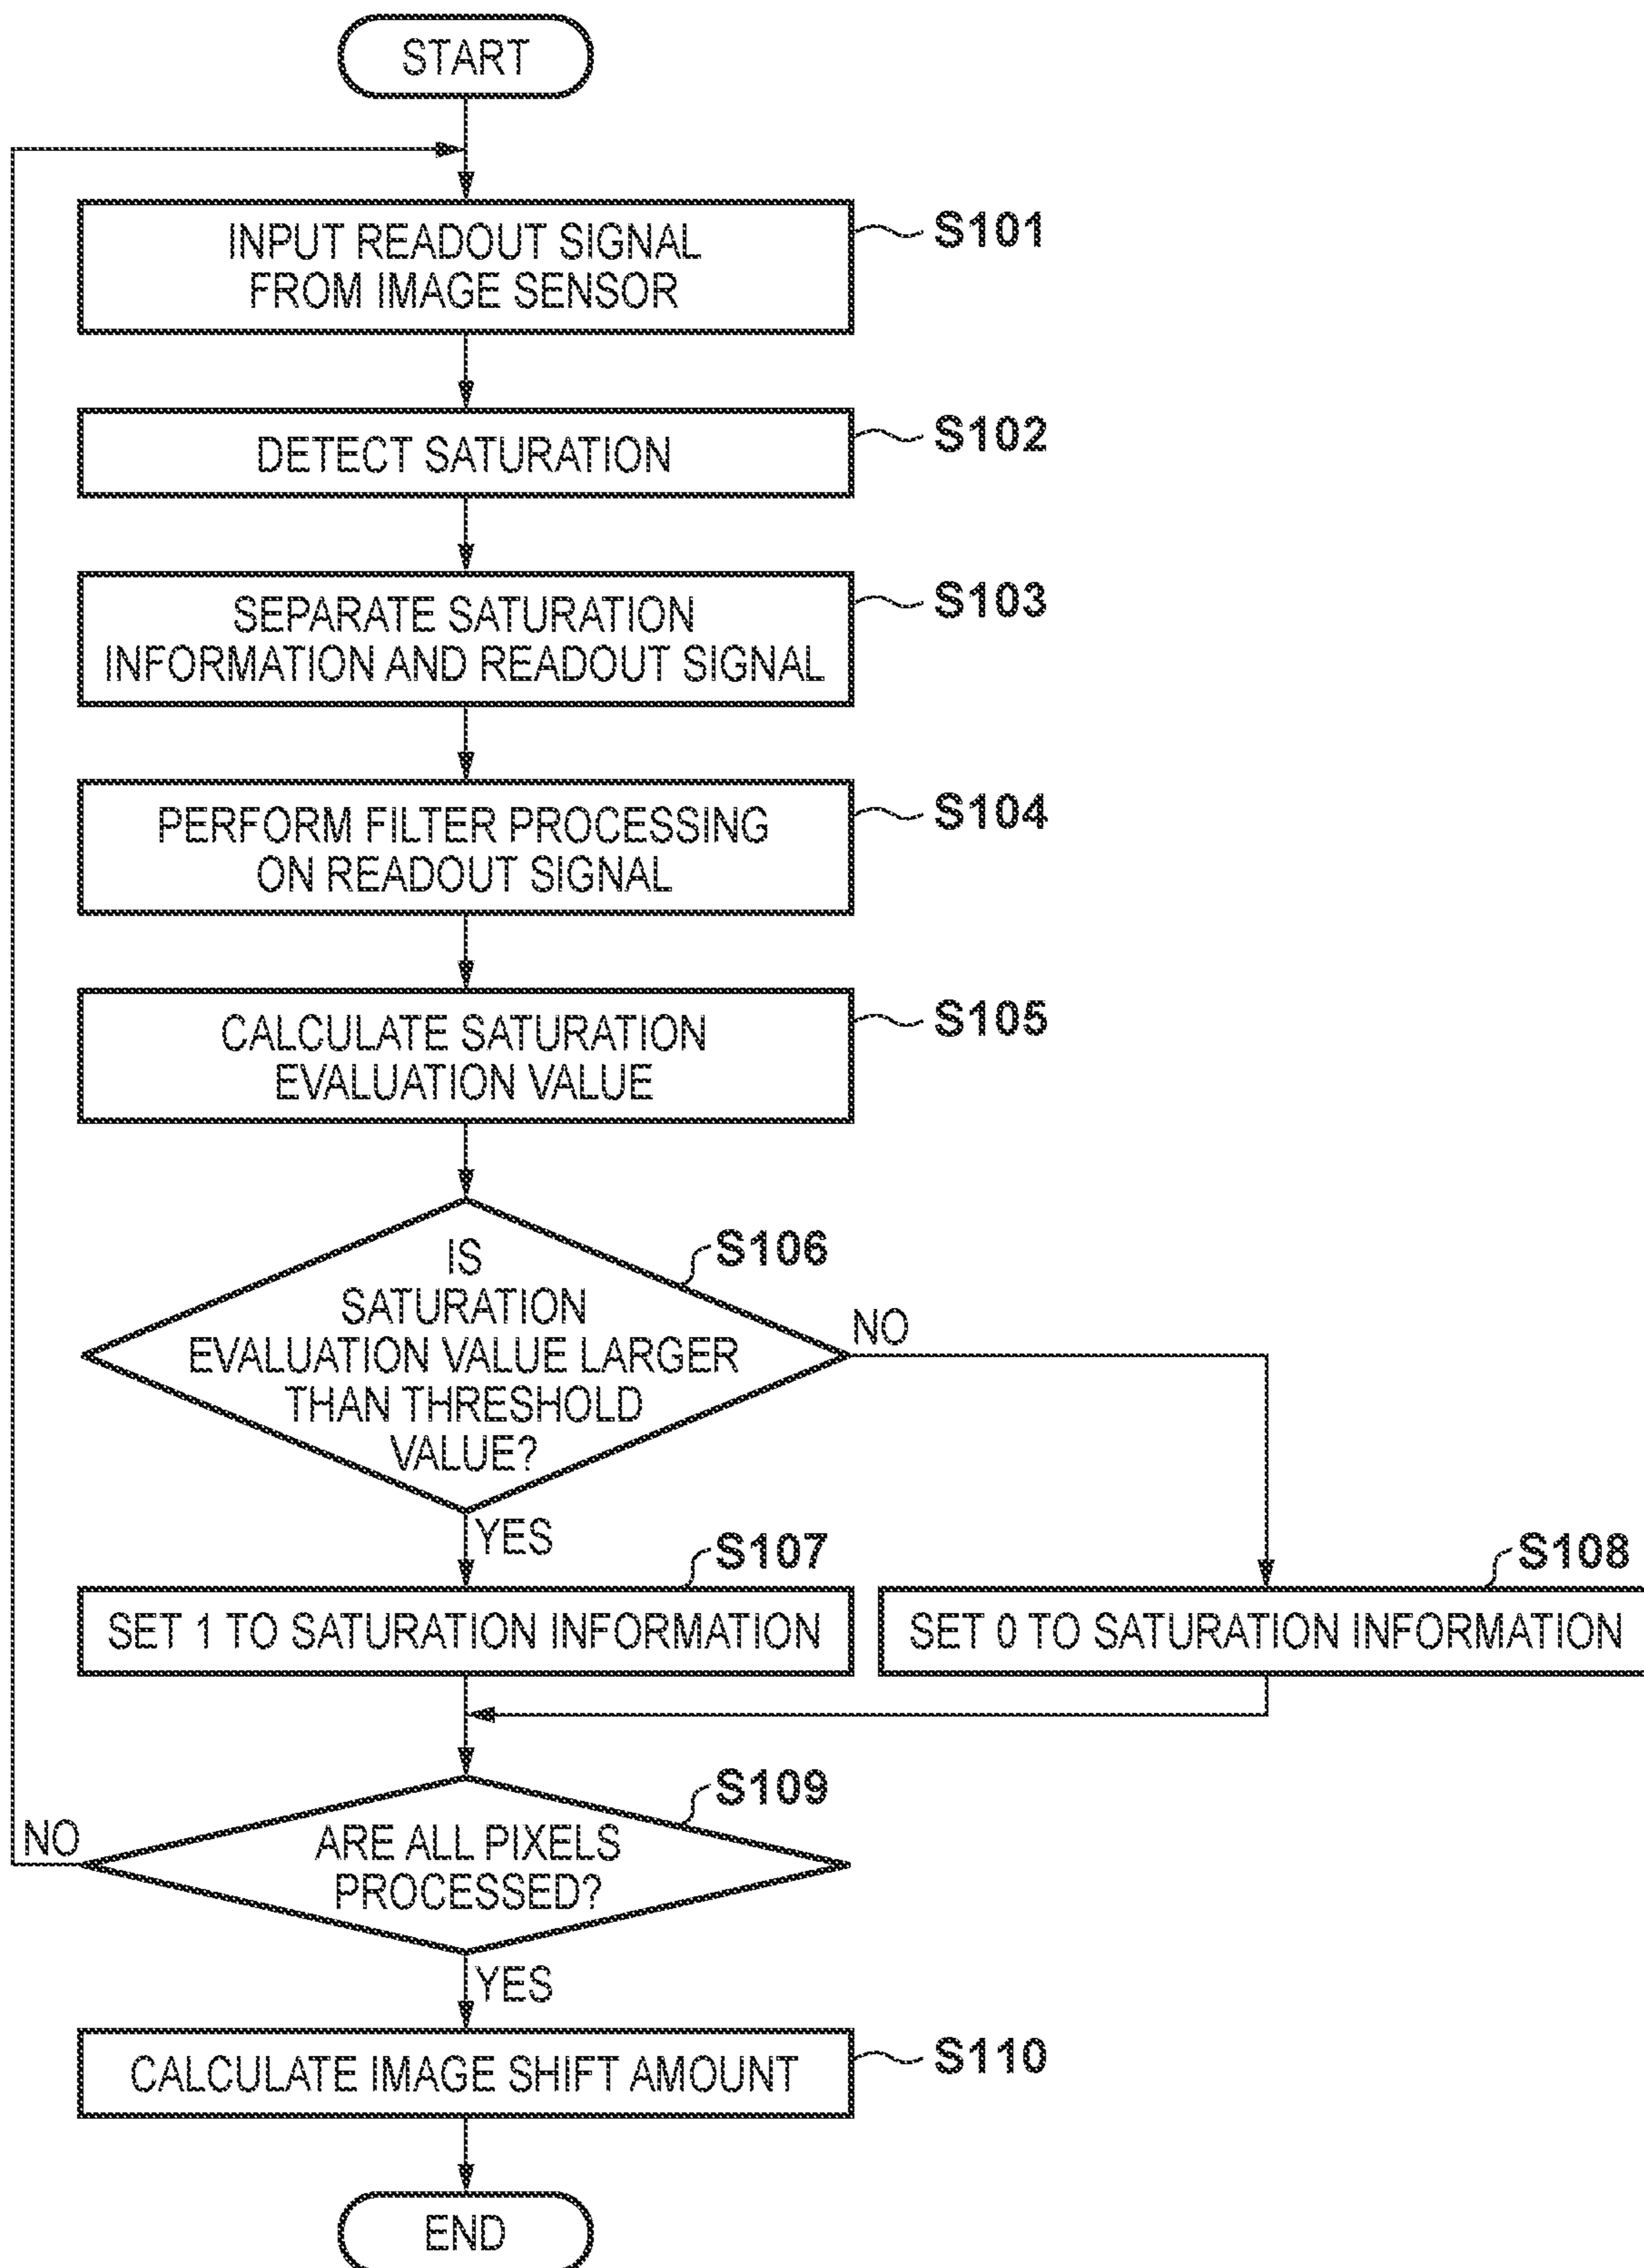 START
INPUT READOUT SIGNAL
FROM IMAGE SENSOR
S101
DETECT SATURATION
S102
SEPARATE SATURATION
INFORMATION AND READOUT SIGNAL
S103
PERFORM FILTER PROCESSING
ON READOUT SIGNAL
S104
CALCULATE SATURATION
EVALUATION VALUE
S105
IS
SATURATION
EVALUATION VALUE LARGER
THAN THRESHOLD
VALUE?
S106
NO
YES
S107
SET 1 TO SATURATION INFORMATION
S108
SET 0 TO SATURATION INFORMATION
S109
ARE ALL PIXELS
PROCESSED?
NO
YES
CALCULATE IMAGE SHIFT AMOUNT
S110
END